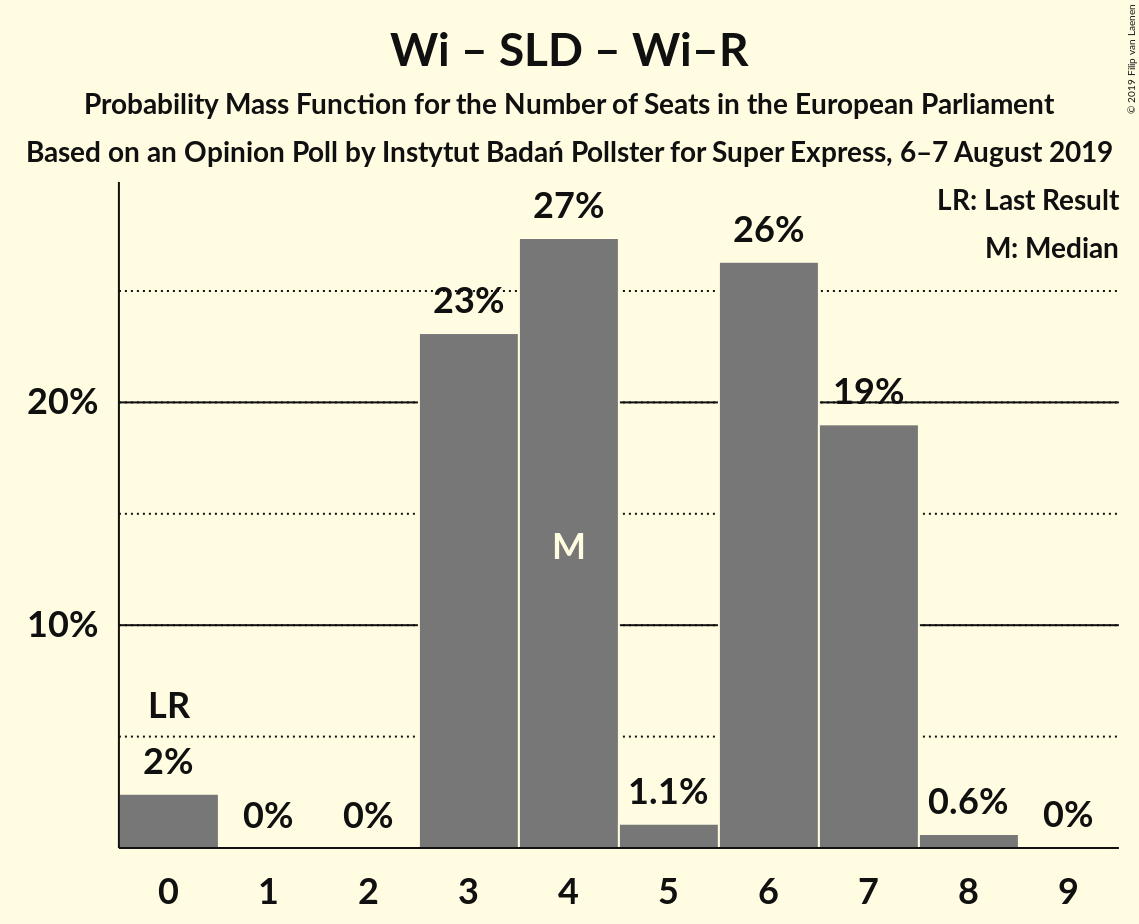 Wi – SLD – Wi–R
Probability Mass Function for the Number of Seats in the European Parliament
Based on an Opinion Poll by Instytut Badań Pollster for Super Express, 6–7 August 2019
© 2019 Filip van Laenen
LR: Last Result
M: Median
27%
26%
23%
19%
20%
M
10%
LR
2%
0%
0%
1.1%
0.6%
0%
0 1 2 3 4 5 6 7 8 9